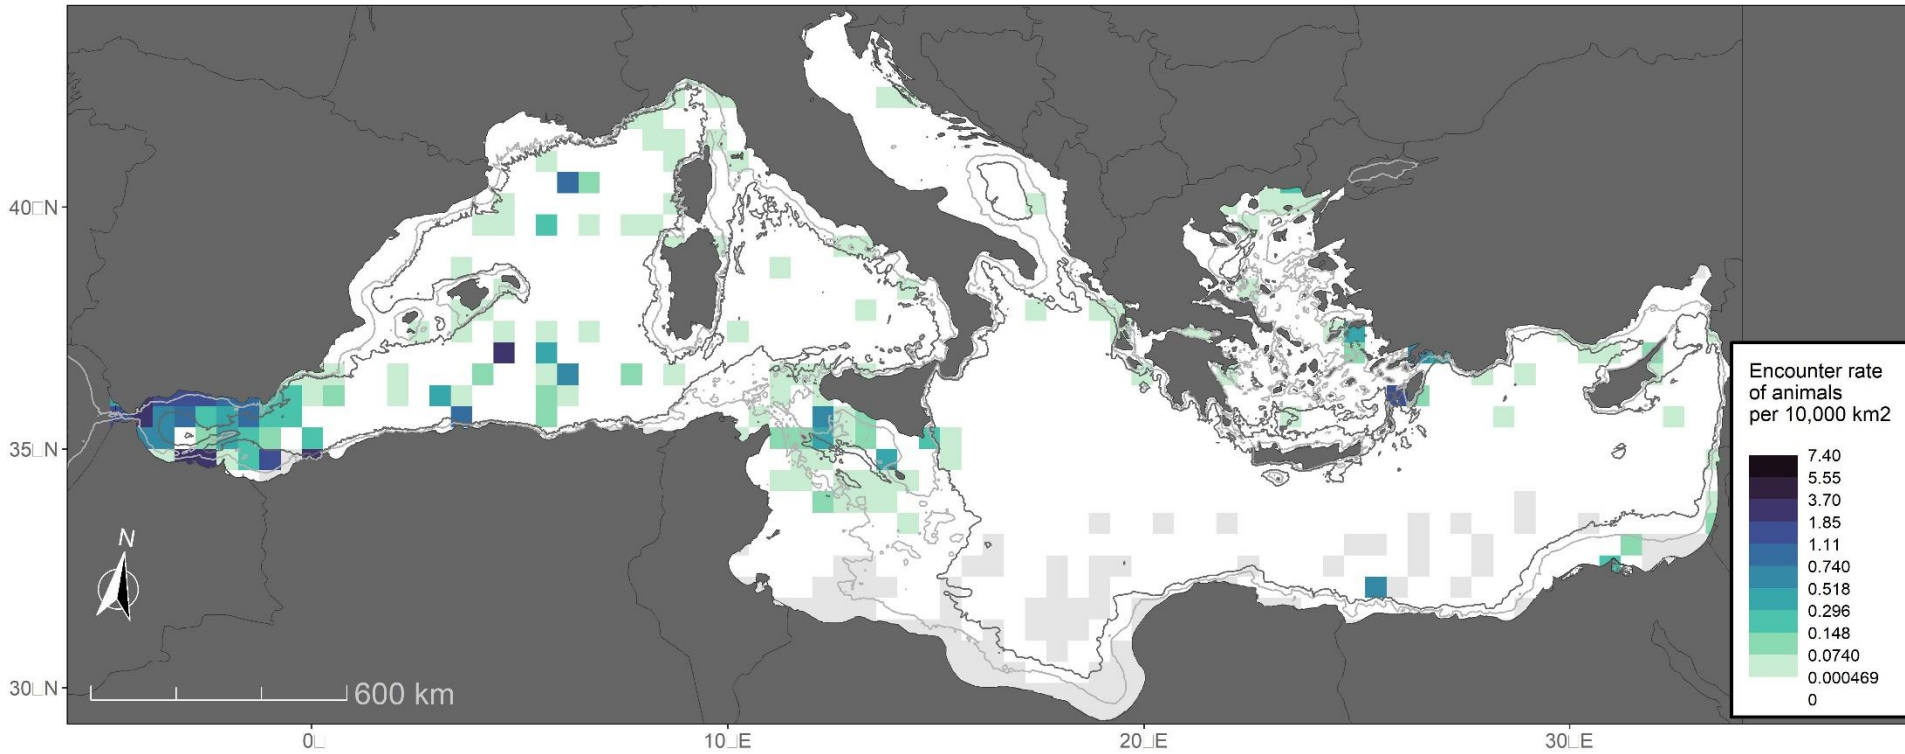 40□N
35□N
30□N
N
600 km
0□
10□E
20□E
30□E
Encounter rate
of animals
per 10,000 km2
7.40
5.55
3.70
1.85
1.11
0.740
0.518
0.296
0.148
0.0740
0.000469
0